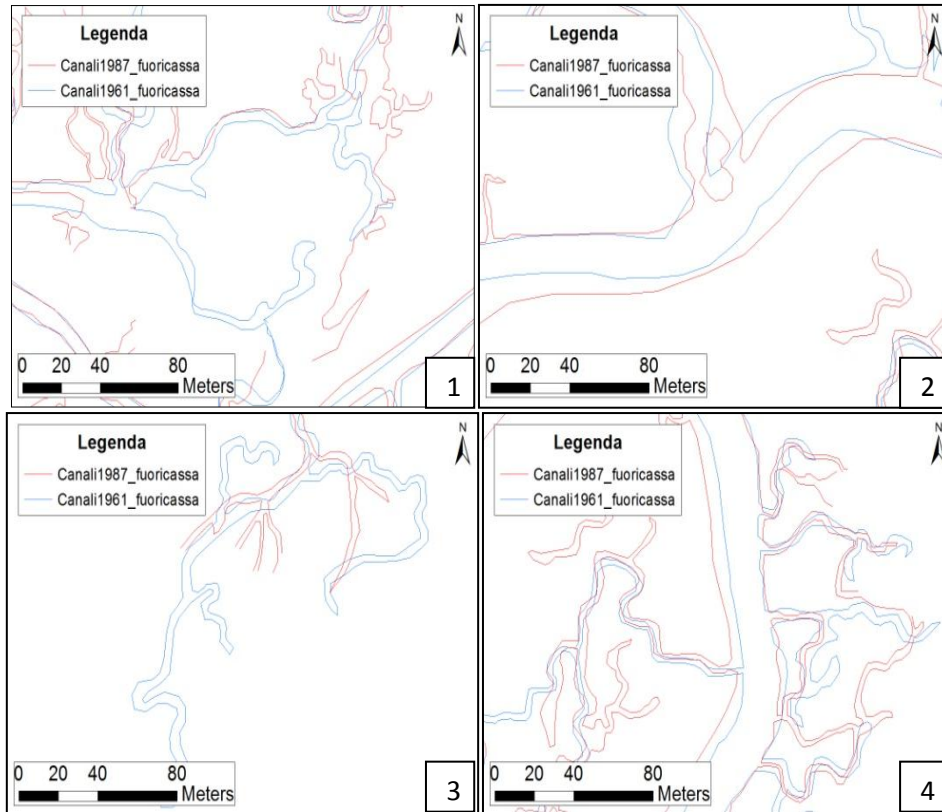 Legenda
N
Canali1987_fuoricassa
Canali1961_fuoricassa
0 20 40 80
Meters
1
Legenda
N
Canali1987_fuoricassa
Canali1961_fuoricassa
0 20 40 80
Meters
2
Legenda
N
Canali1987_fuoricassa
Canali1961_fuoricassa
0 20 40 80
Meters
3
Legenda
N
Canali1987_fuoricassa
Canali1961_fuoricassa
0 20 40 80
Meters
4